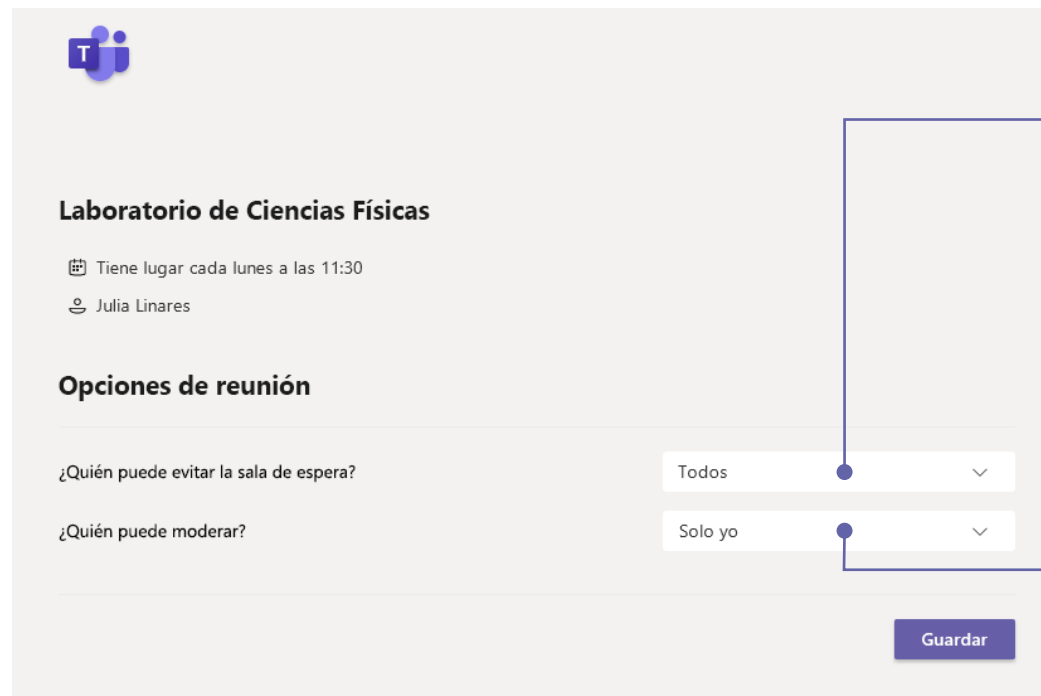 T
Laboratorio de Ciencias Físicas
Tiene lugar cada lunes a las 11:30
Julia Linares
Opciones de reunión
¿Quién puede evitar la sala de espera? Todos
¿Quién puede moderar? Solo yo
Guardar